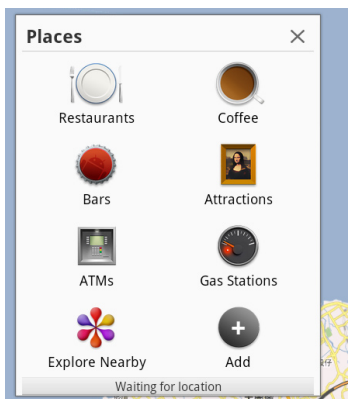 Places
Restaurants
Coffee
Bars
Attractions
ATMs
Gas Stations
Explore Nearby
Add
Waiting for location